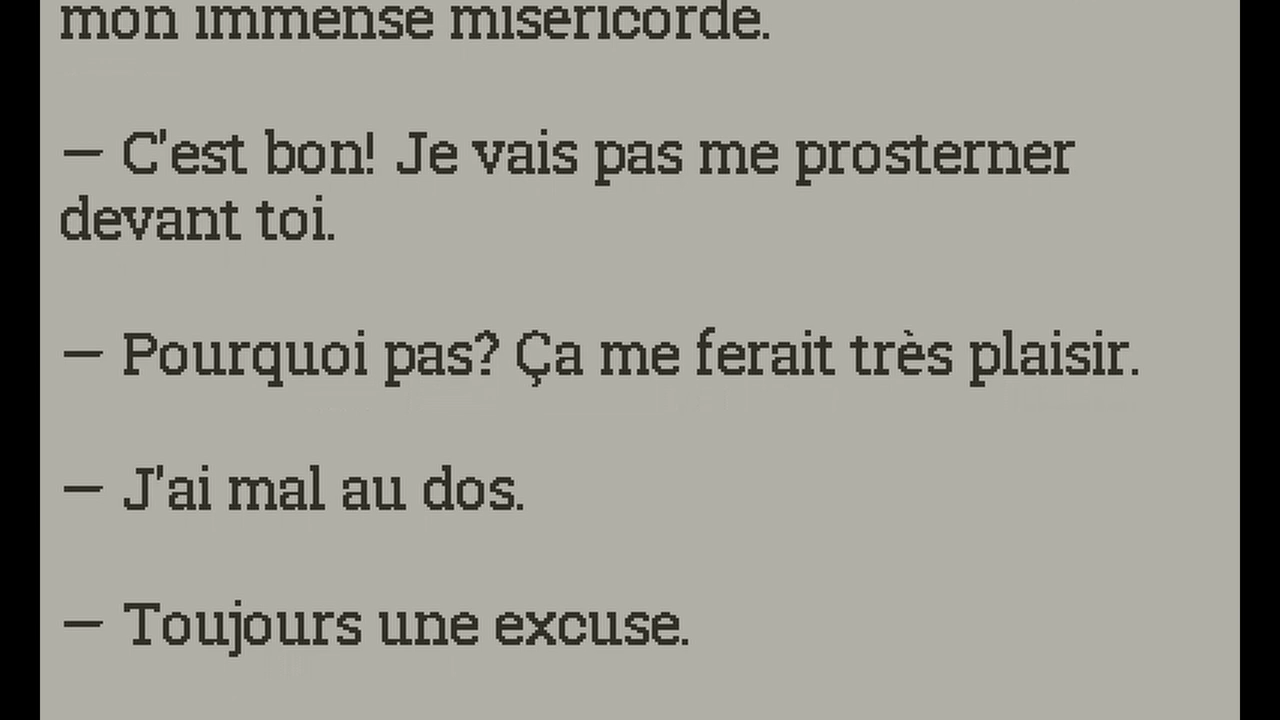 mon immense miséricorde.
— C'est bon! Je vais pas me prosterner
devant toi.
— Pourquoi pas? Ça me ferait très plaisir.
— J'ai mal au dos.
— Toujours une excuse.